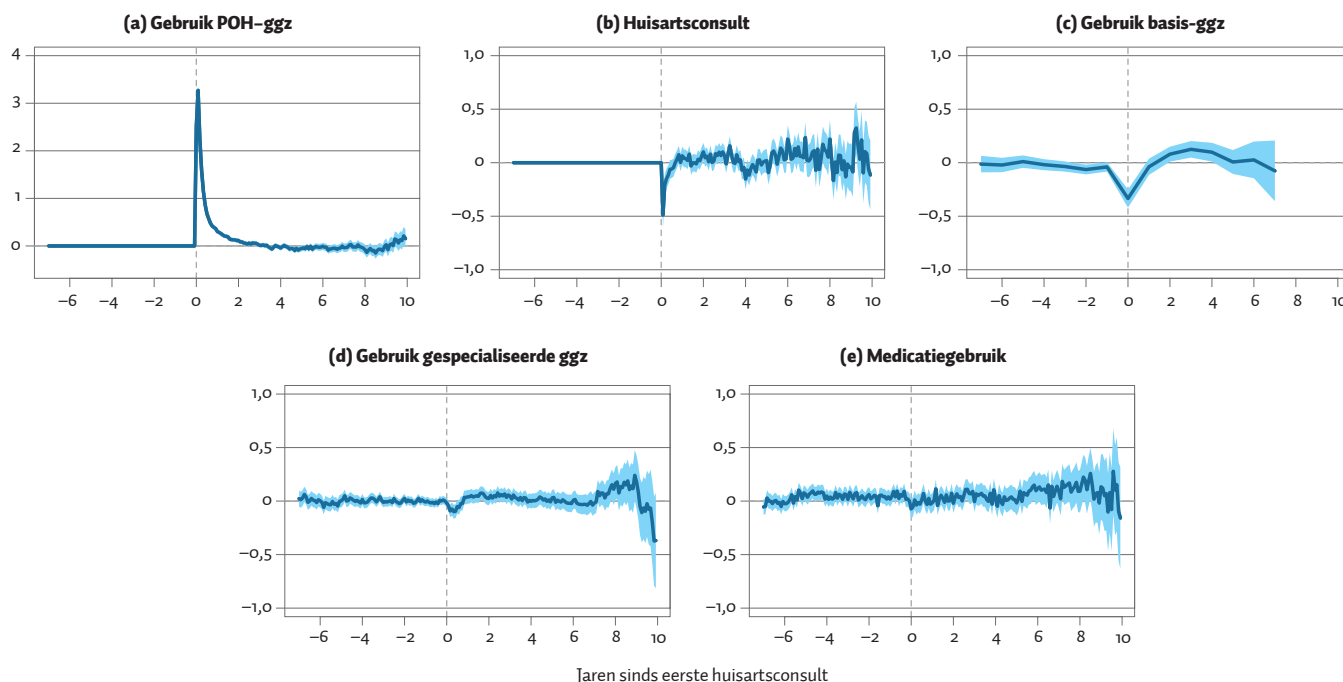 (a) Gebruik POH–ggz
4
3
2
1
0
–6 –4 –2 0 2 4 6 8 10
(b) Huisartsconsult
1,0
0,5
0
–0,5
–1,0
–6 –4 –2 0 2 4 6 8 10
(c) Gebruik basis-ggz
1,0
0,5
0
–0,5
–1,0
–6 –4 –2 0 2 4 6 8 10
(d) Gebruik gespecialiseerde ggz
1,0
0,5
0
–0,5
–1,0
–6 –4 –2 0 2 4 6 8 10
(e) Medicatiegebruik
1,0
0,5
0
–0,5
–1,0
–6 –4 –2 0 2 4 6 8 10
Jaren sinds eerste huisartsconsult